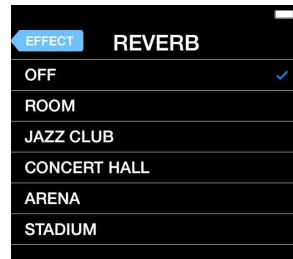 EFFECT REVERB
OFF
ROOM
JAZZ CLUB
CONCERT HALL
ARENA
STADIUM